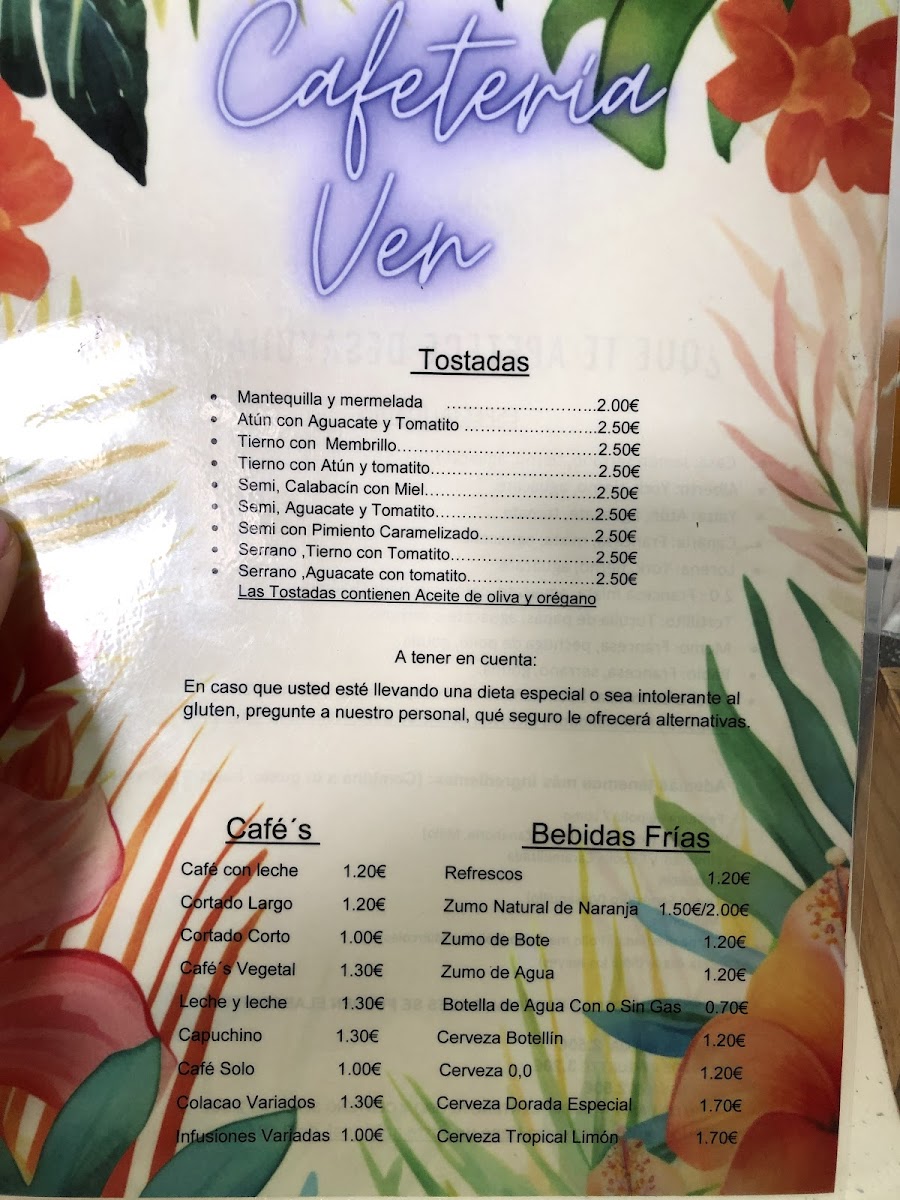 Cafetería
Ven
Tostadas
Mantequilla y mermelada ...........................2.00€
Atún con Aguacate y Tomatito ........................2.50€
Tierno con Membrillo....................................2.50€
Tierno con Atún y tomatito..............................2.50€
Semi, Calabacín con Miel...............................2.50€
Semi, Aguacate y Tomatito.............................2.50€
Semi con Pimiento Caramelizado.....................2.50€
Serrano ,Tierno con Tomatito..........................2.50€
Serrano ,Aguacate con tomatito.......................2.50€
Las Tostadas contienen Aceite de oliva y orégano
A tener en cuenta:
En caso que usted esté llevando una dieta especial o sea intolerante al
gluten, pregunte a nuestro personal, qué seguro le ofrecerá alternativas.
Café´s
Café con leche 1.20€
Cortado Largo 1.20€
Cortado Corto 1.00€
Café´s Vegetal 1.30€
Leche y leche 1.30€
Capuchino 1.30€
Café Solo 1.00€
Colacao Variados 1.30€
Infusiones Variadas 1.00€
Bebidas Frías
Refrescos 1.20€
Zumo Natural de Naranja 1.50€/2.00€
Zumo de Bote 1.20€
Zumo de Agua 1.20€
Botella de Agua Con o Sin Gas 0.70€
Cerveza Botellín 1.20€
Cerveza 0,0 1.20€
Cerveza Dorada Especial 1.70€
Cerveza Tropical Limón 1.70€